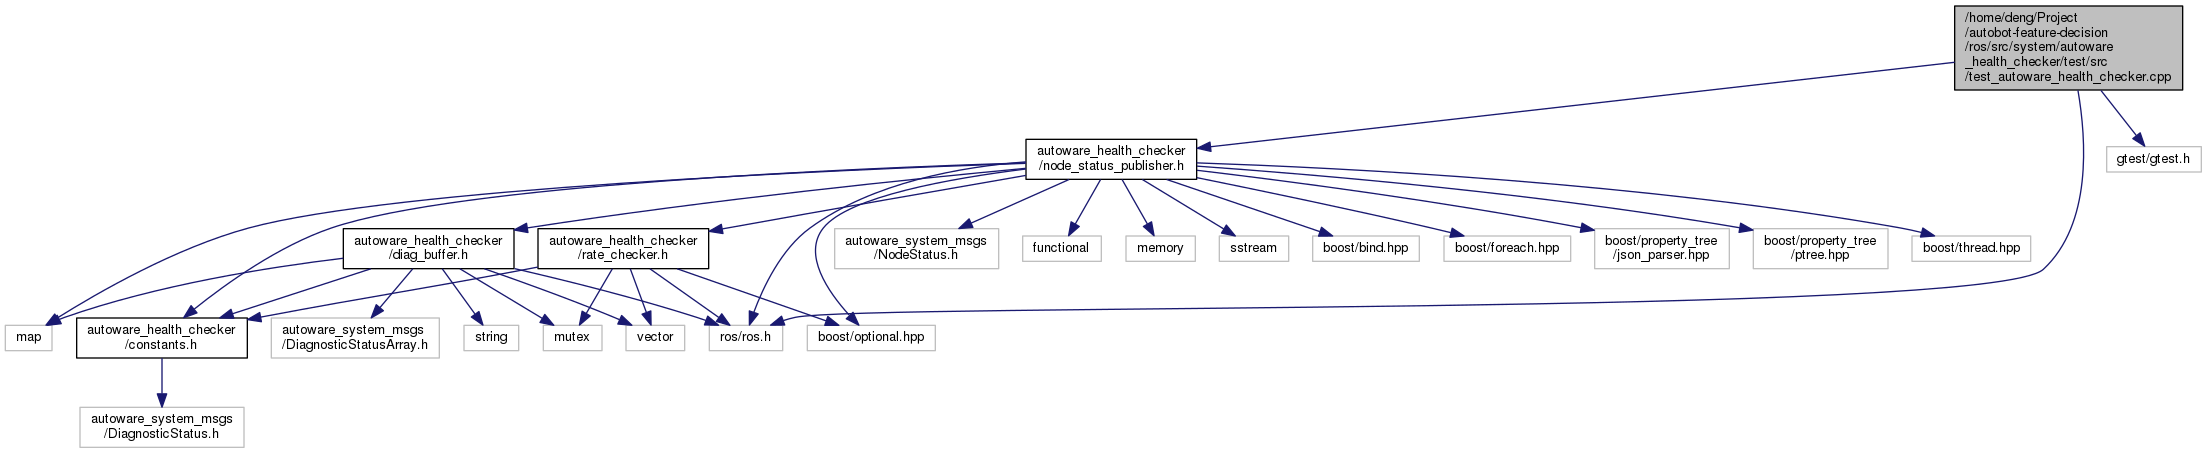 /home/deng/Project
/autobot-feature-decision
/ros/src/system/autoware
_health_checker/test/src
/test_autoware_health_checker.cpp
autoware_health_checker
/node_status_publisher.h
gtest/gtest.h
autoware_health_checker
/diag_buffer.h
autoware_health_checker
/rate_checker.h
autoware_system_msgs
/NodeStatus.h
functional
memory
sstream
boost/bind.hpp
boost/foreach.hpp
boost/property_tree
/json_parser.hpp
boost/property_tree
/ptree.hpp
boost/thread.hpp
map
autoware_health_checker
/constants.h
autoware_system_msgs
/DiagnosticStatusArray.h
string
mutex
vector
ros/ros.h
boost/optional.hpp
autoware_system_msgs
/DiagnosticStatus.h